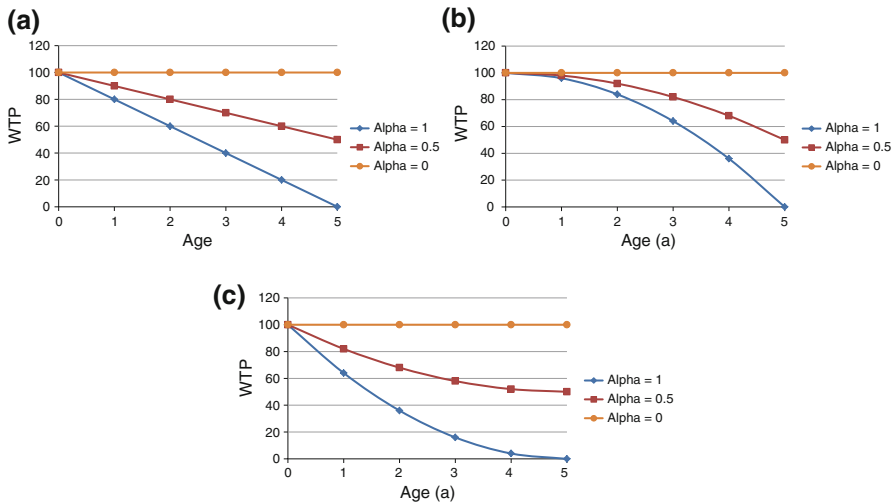 (a)
120
100
80
60
40
20
0
WTP
0 1 2 3 4 5
Age
Alpha = 1
Alpha = 0.5
Alpha = 0
(b)
120
100
80
60
40
20
0
WTP
0 1 2 3 4 5
Age (a)
Alpha = 1
Alpha = 0.5
Alpha = 0
(c)
120
100
80
60
40
20
0
WTP
0 1 2 3 4 5
Age (a)
Alpha = 1
Alpha = 0.5
Alpha = 0